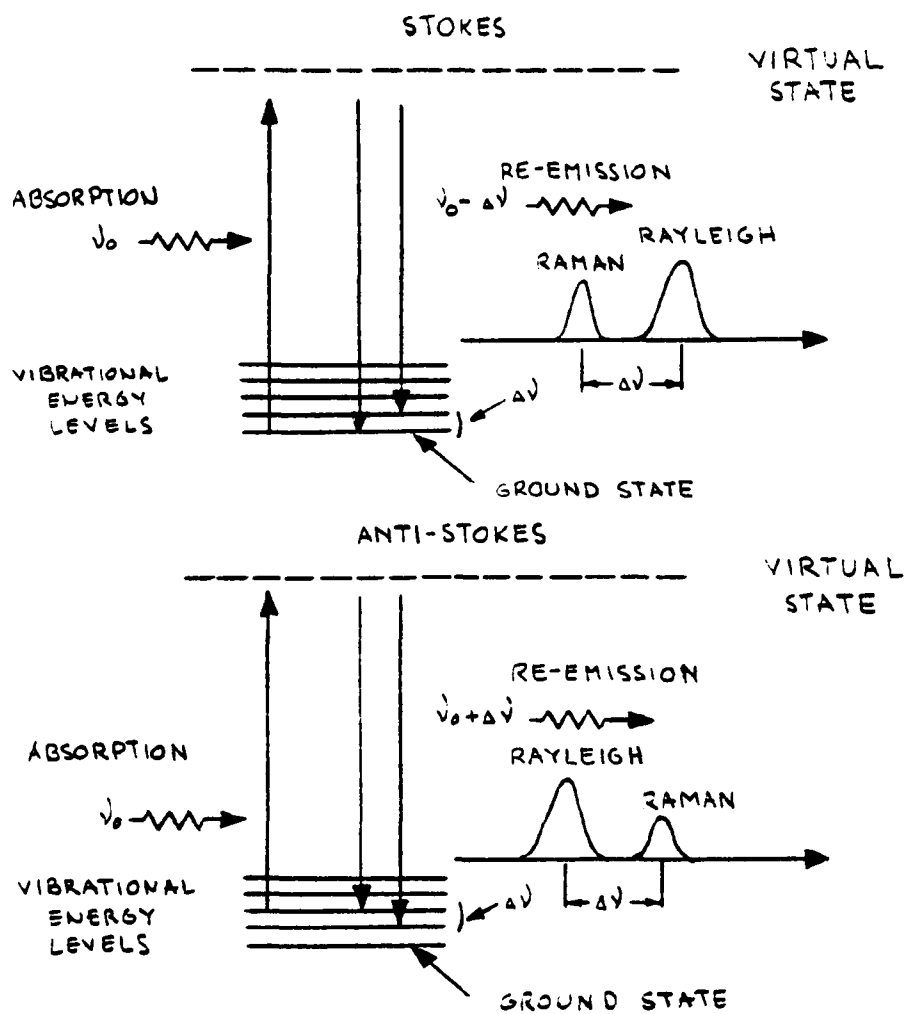 STOKES
VIRTUAL
STATE
RE-EMISSION
ABSORPTION
ν₀ - Δν
ν₀
RAYLEIGH
RAMAN
VIBRATIONAL
ENERGY
LEVELS
Δν
Δν
GROUND STATE
ANTI-STOKES
VIRTUAL
STATE
RE-EMISSION
ν₀ + Δν
ABSORPTION
RAYLEIGH
RAMAN
ν₀
VIBRATIONAL
ENERGY
LEVELS
Δν
Δν
GROUND STATE